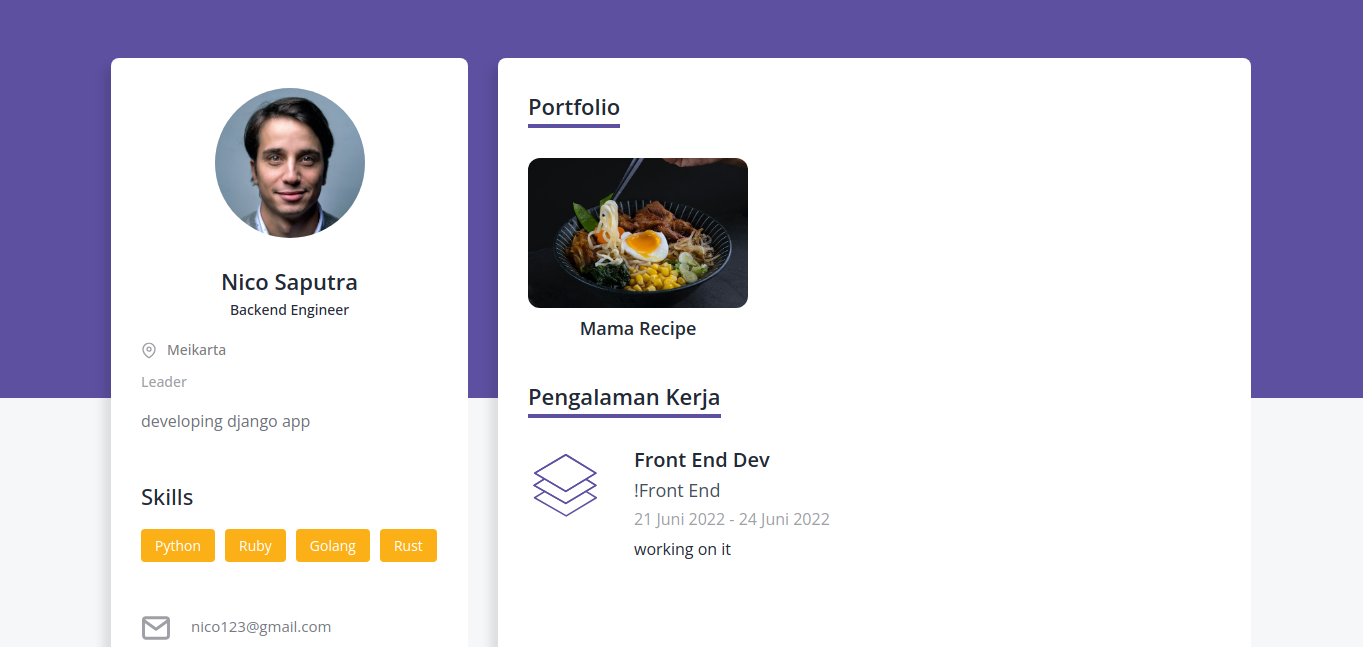 Nico Saputra
Backend Engineer
Meikarta
Leader
developing django app
Skills
Python Ruby Golang Rust
nico123@gmail.com
Portfolio
Mama Recipe
Pengalaman Kerja
Front End Dev
!Front End
21 Juni 2022 - 24 Juni 2022
working on it